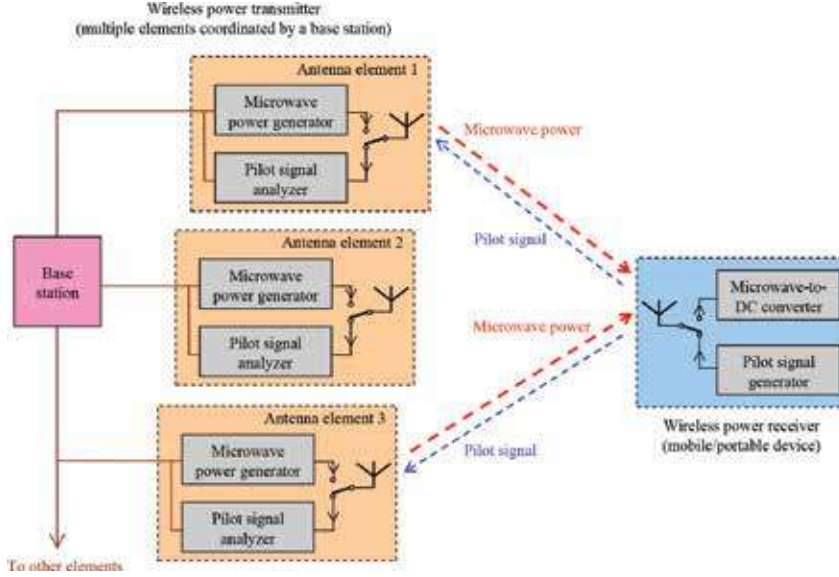 Wireless power transmitter
(multiple elements coordinated by a base station)
Antenna element 1
Microwave
power generator
Pilot signal
analyzer
Microwave power
Pilot signal
Antenna element 2
Base
station
Microwave
power generator
Pilot signal
analyzer
Microwave-to-
DC converter
Pilot signal
generator
Microwave power
Wireless power receiver
(mobile/portable device)
Antenna element 3
Microwave
power generator
Pilot signal
analyzer
Pilot signal
To other elements